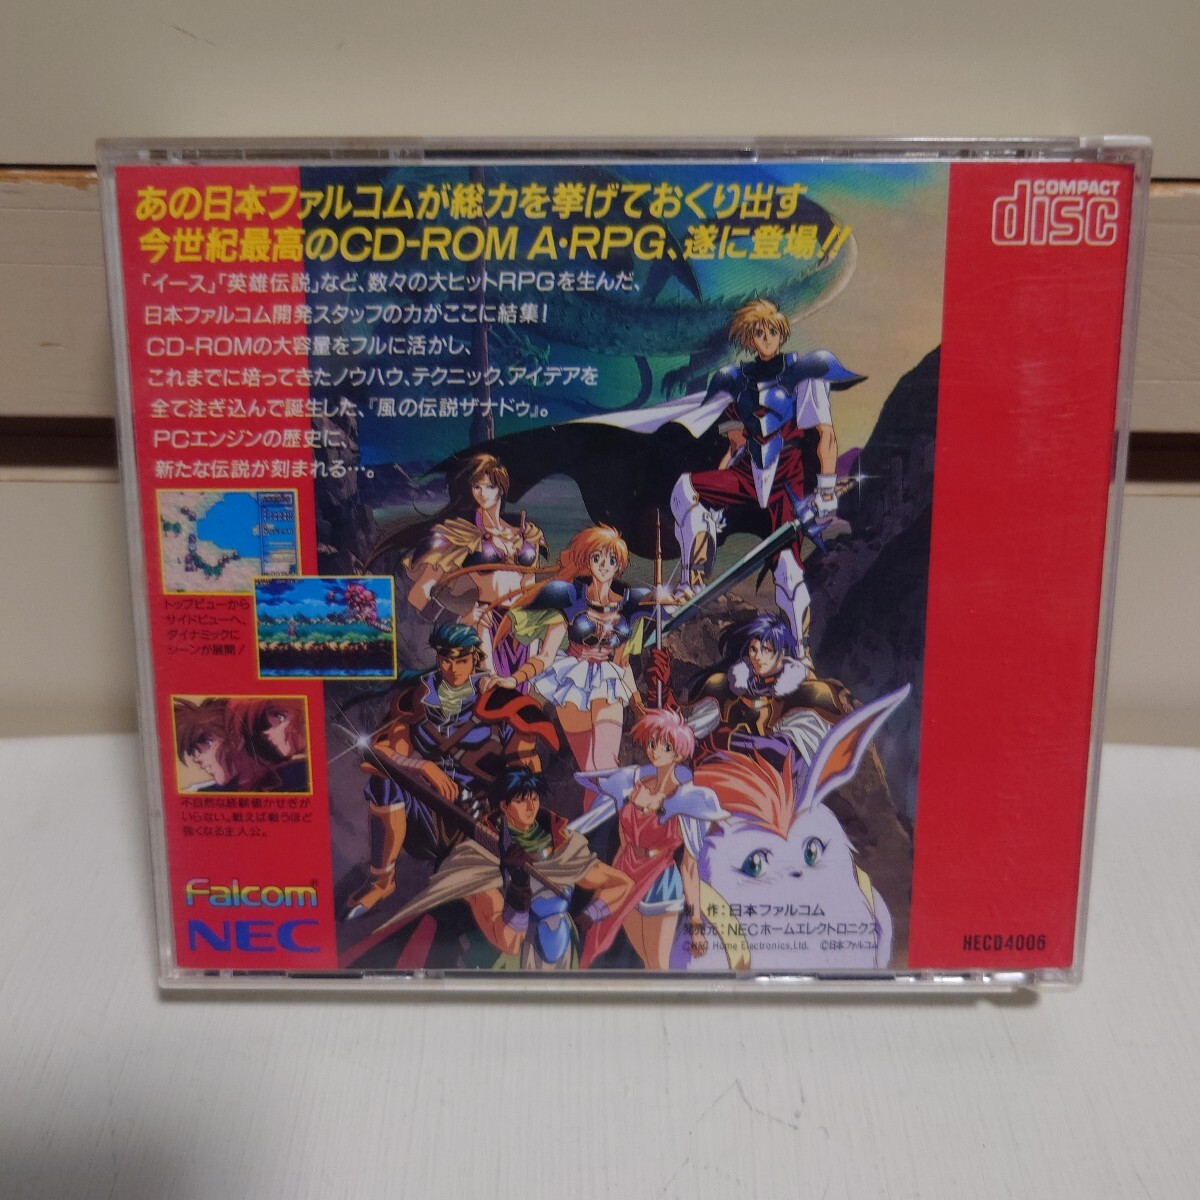 あの日本ファルコムが総力を挙げておくり出す
今世紀最高のCD-ROM A・RPG、遂に登場!!
「イース」「英雄伝説」など、数々の大ヒットRPGを生んだ、
日本ファルコム開発スタッフの力がここに結集!
CD-ROMの大容量をフルに活かし、
これまでに培ってきたノウハウ、テクニック、アイデアを
全て注ぎ込んで誕生した、『風の伝説ザナドゥ』。
PCエンジンの歴史に、
新たな伝説が刻まれる…。
COMPACT
disc
トップビューから
サイドビューへ、
ダイナミックに
シーンが展開!
不自然な経験値かせぎが
いらない。戦えば戦うほど
強くなる主人公。
Falcom®
NEC
制 作:日本ファルコム
発売元:NECホームエレクトロニクス
©NEC Home Electronics,Ltd. ©日本ファルコム
HECD4006